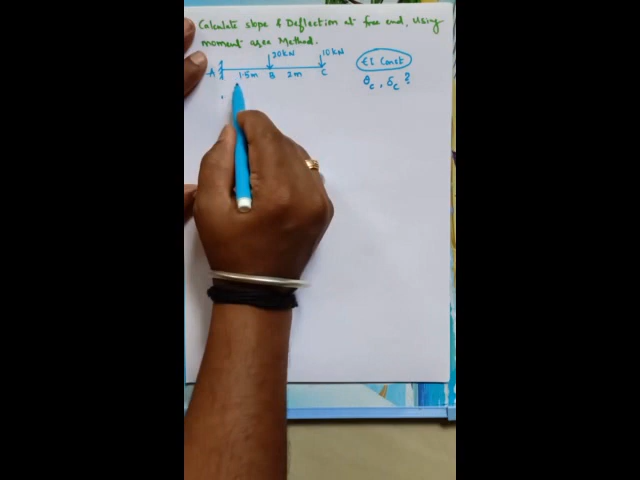 Calculate slope & Deflection at free end, Using
moment area Method.
20kN 10kN
A 1.5m B 2m C
EI Const
θc, δc ?